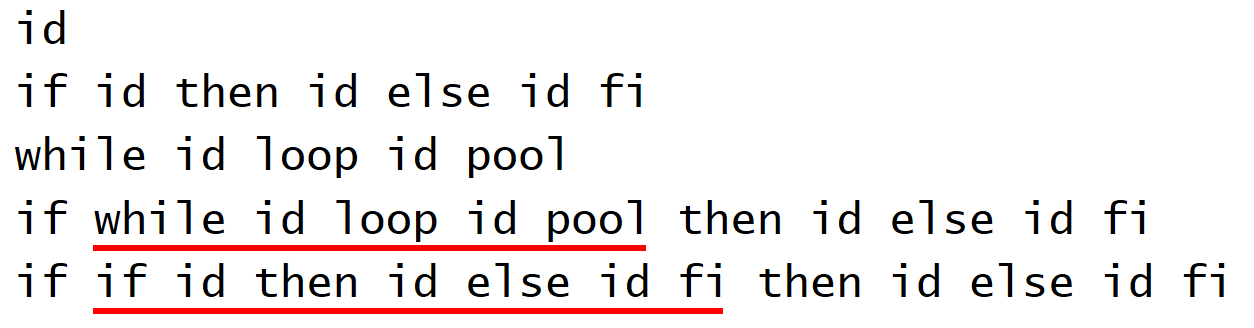 id
if id then id else id fi
while id loop id pool
if while id loop id pool then id else id fi
if if id then id else id fi then id else id fi